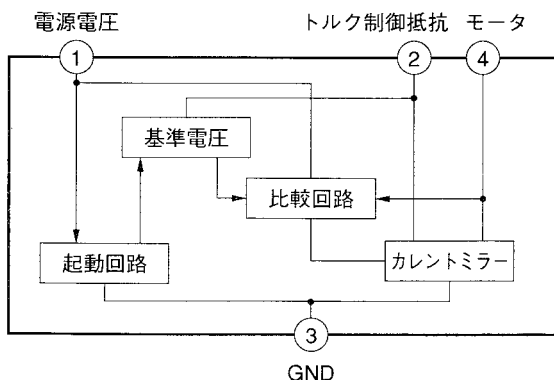 電源電圧 トルク制御抵抗 モータ
1 2 4
基準電圧
比較回路
起動回路 カレントミラー
3
GND